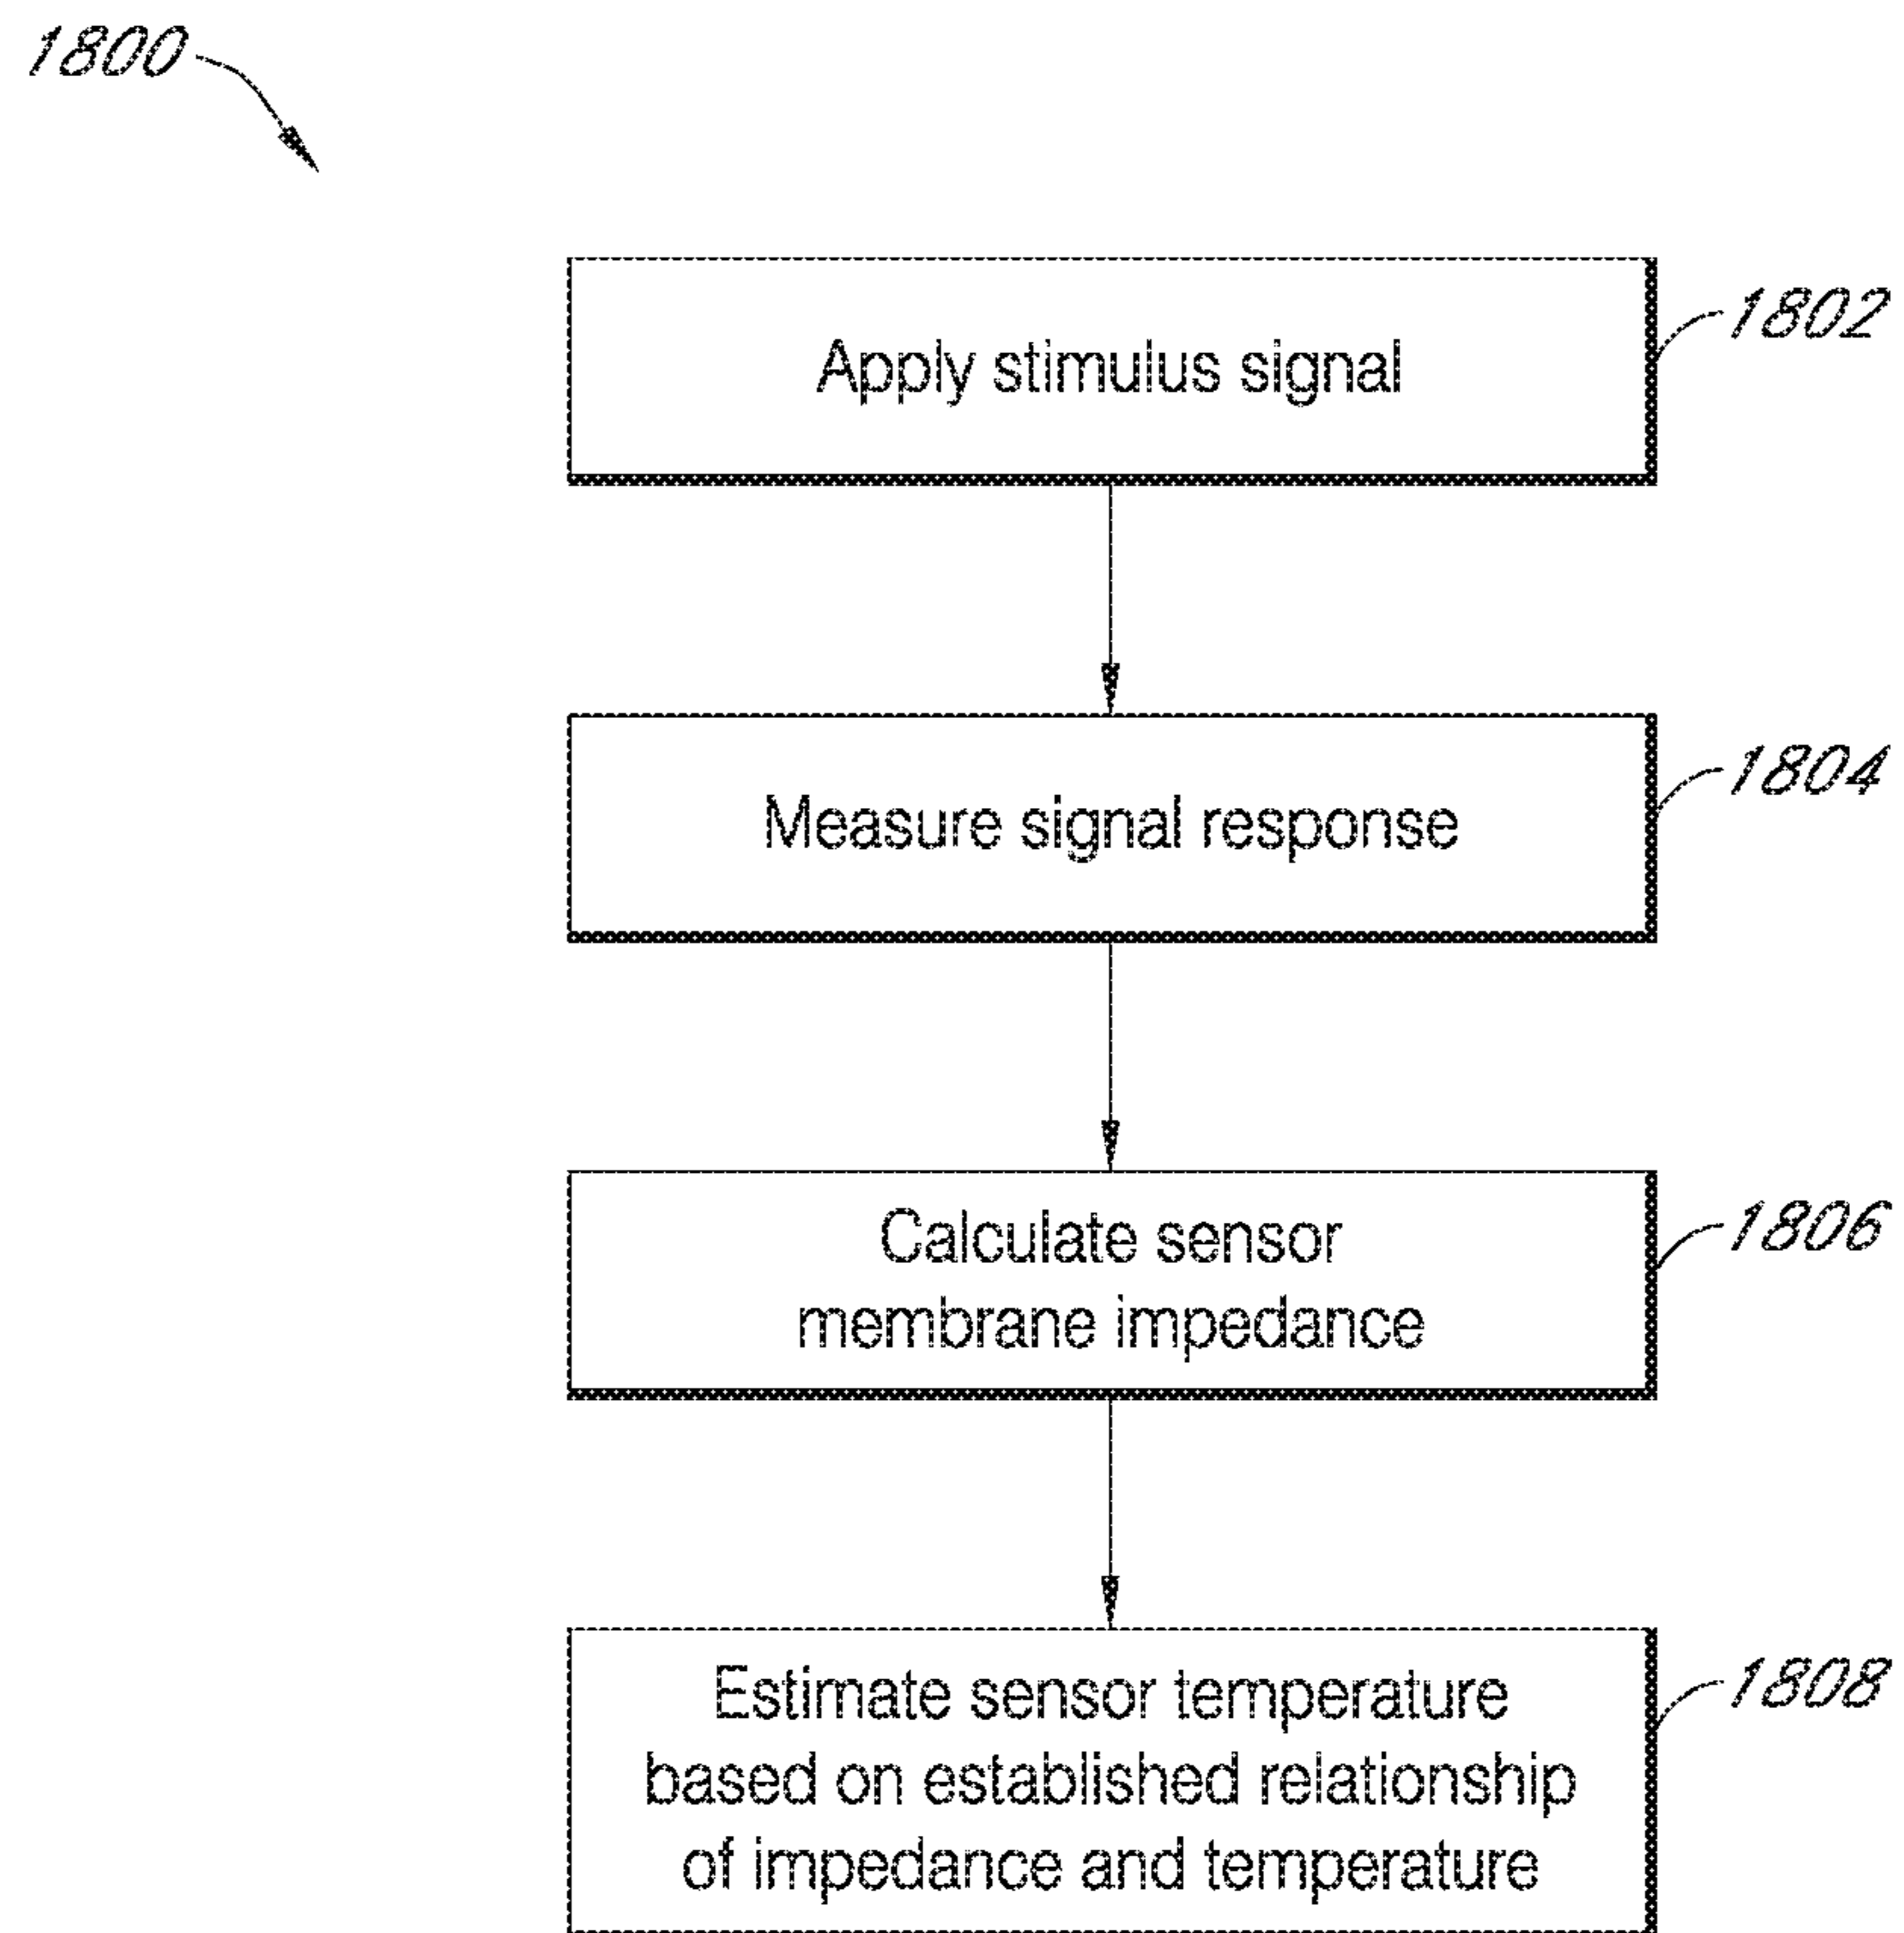 1800
Apply stimulus signal
1802
Measure signal response
1804
Calculate sensor
membrane impedance
1806
Estimate sensor temperature
based on established relationship
of impedance and temperature
1808